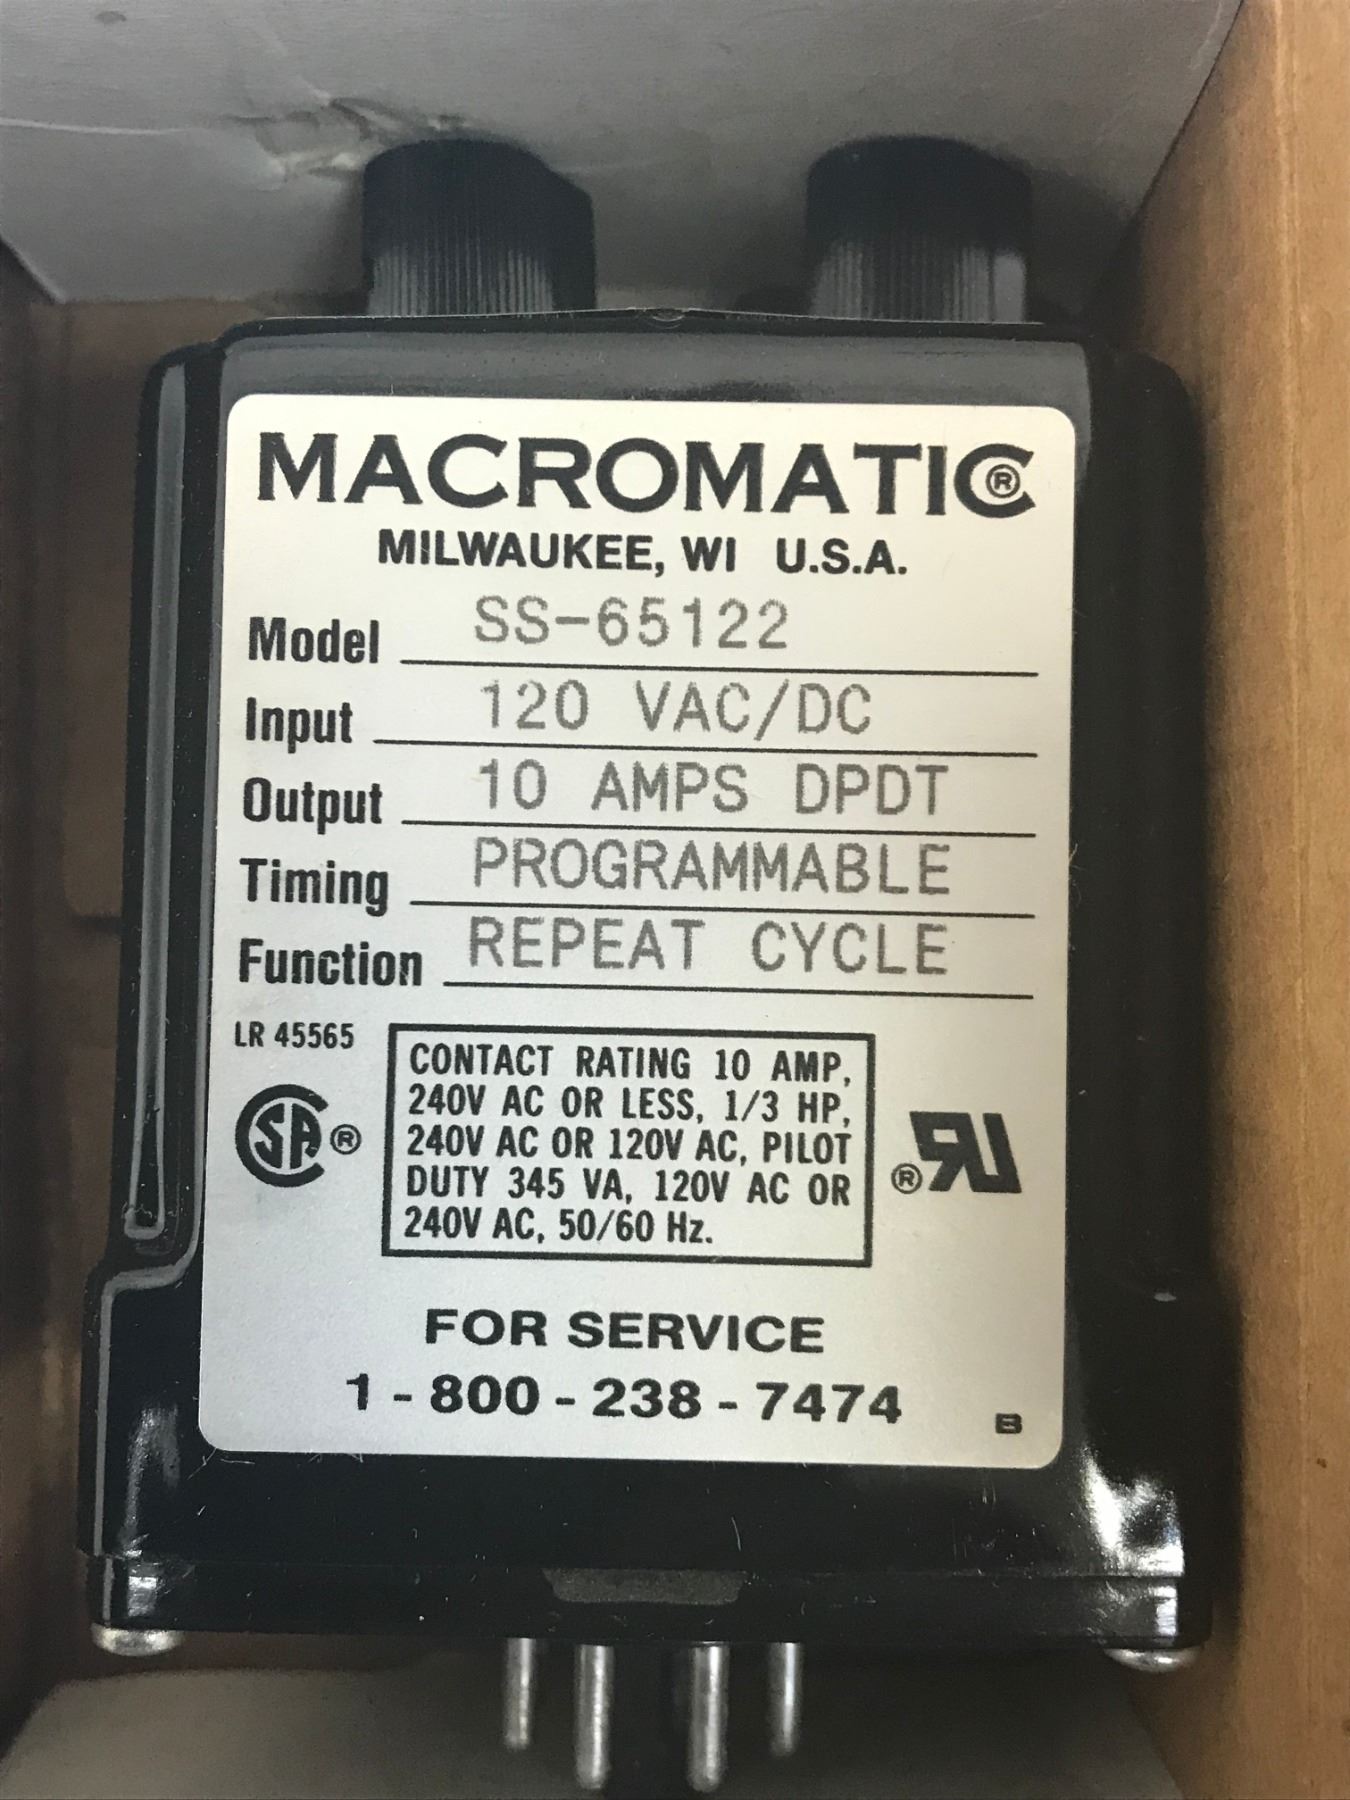 MACROMATIC®
MILWAUKEE, WI U.S.A.
Model SS-65122
Input 120 VAC/DC
Output 10 AMPS DPDT
Timing PROGRAMMABLE
Function REPEAT CYCLE
LR 45565
SA ®
CONTACT RATING 10 AMP,
240V AC OR LESS, 1/3 HP,
240V AC OR 120V AC, PILOT
DUTY 345 VA, 120V AC OR
240V AC, 50/60 Hz.
® RU
FOR SERVICE
1-800-238-7474
B